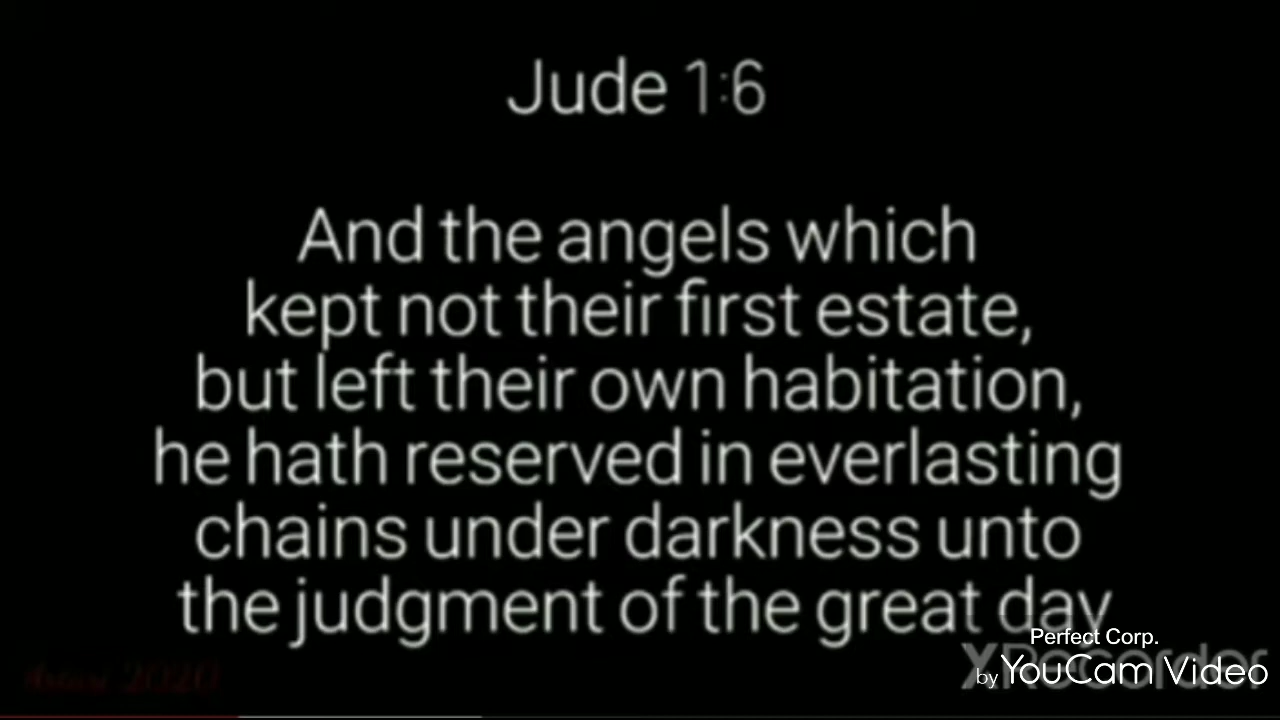 Jude 1:6
And the angels which
kept not their first estate,
but left their own habitation,
he hath reserved in everlasting
chains under darkness unto
the judgment of the great day
Perfect Corp.
XRecorder
by YouCam Video
2020